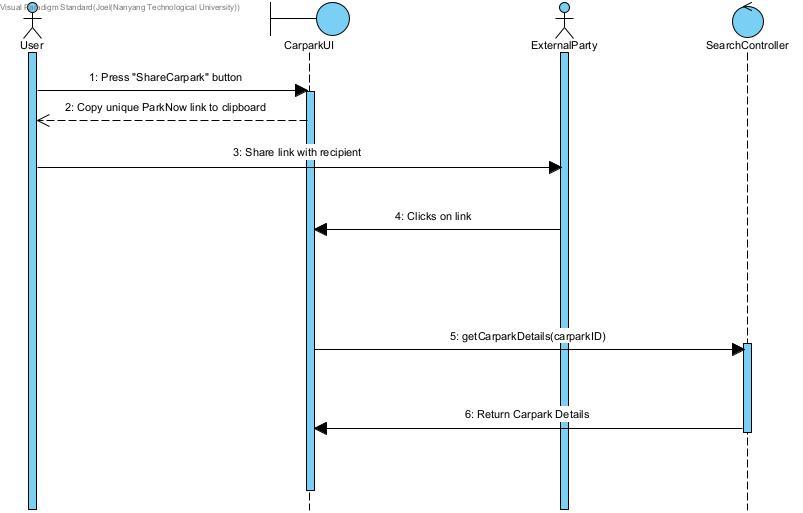 Visual Paradigm Standard(Joel(Nanyang Technological University))
User
CarparkUI
ExternalParty
SearchController
1: Press "ShareCarpark" button
2: Copy unique ParkNow link to clipboard
3: Share link with recipient
4: Clicks on link
5: getCarparkDetails(carparkID)
6: Return Carpark Details